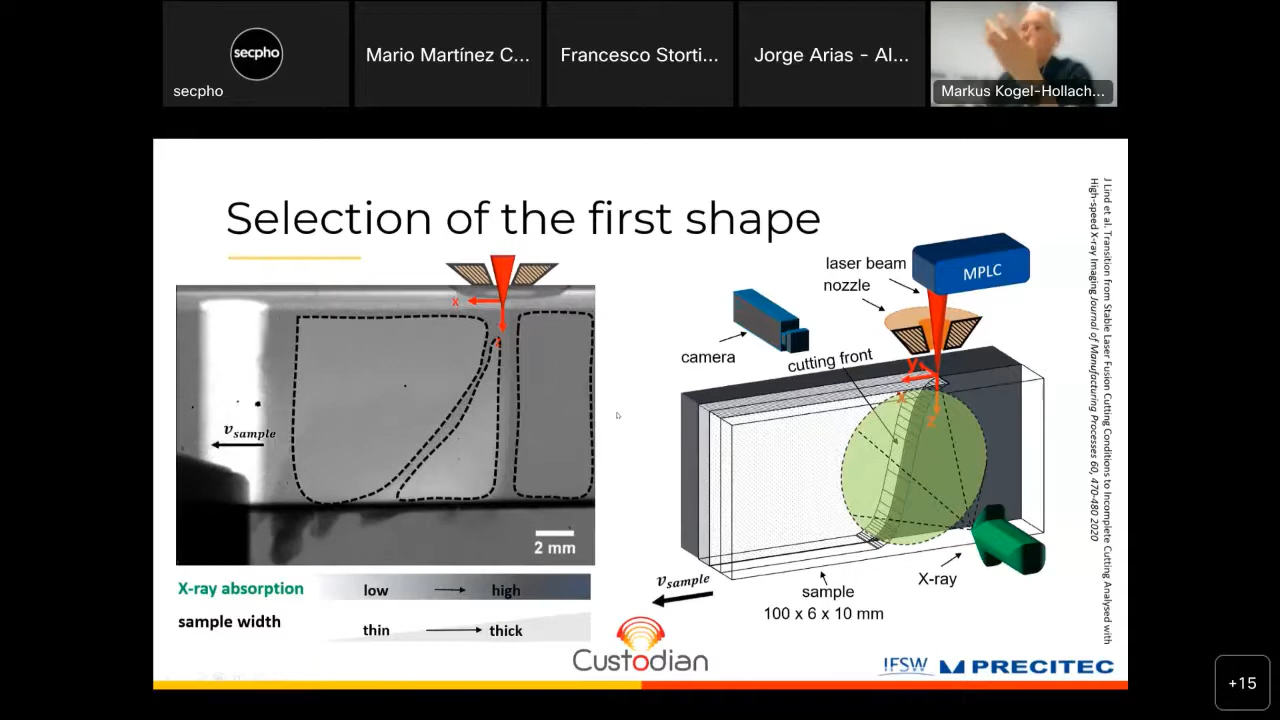 secpho
secpho
Mario Martínez C...
Francesco Storti...
Jorge Arias - Al...
Markus Kogel-Hollach...
Selection of the first shape
x
z
v_sample
2 mm
X-ray absorption
low
high
sample width
thin
thick
laser beam
nozzle
MPLC
camera
cutting front
y
x
z
v_sample
X-ray
sample
100 x 6 x 10 mm
J Lind et al. Transition from Stable Laser Fusion Cutting Conditions to Incomplete Cutting Analysed with
High-speed X-ray Imaging Journal of Manufacturing Processes 60, 470-480 2020
Custodian
IFSW
PRECITEC
+15